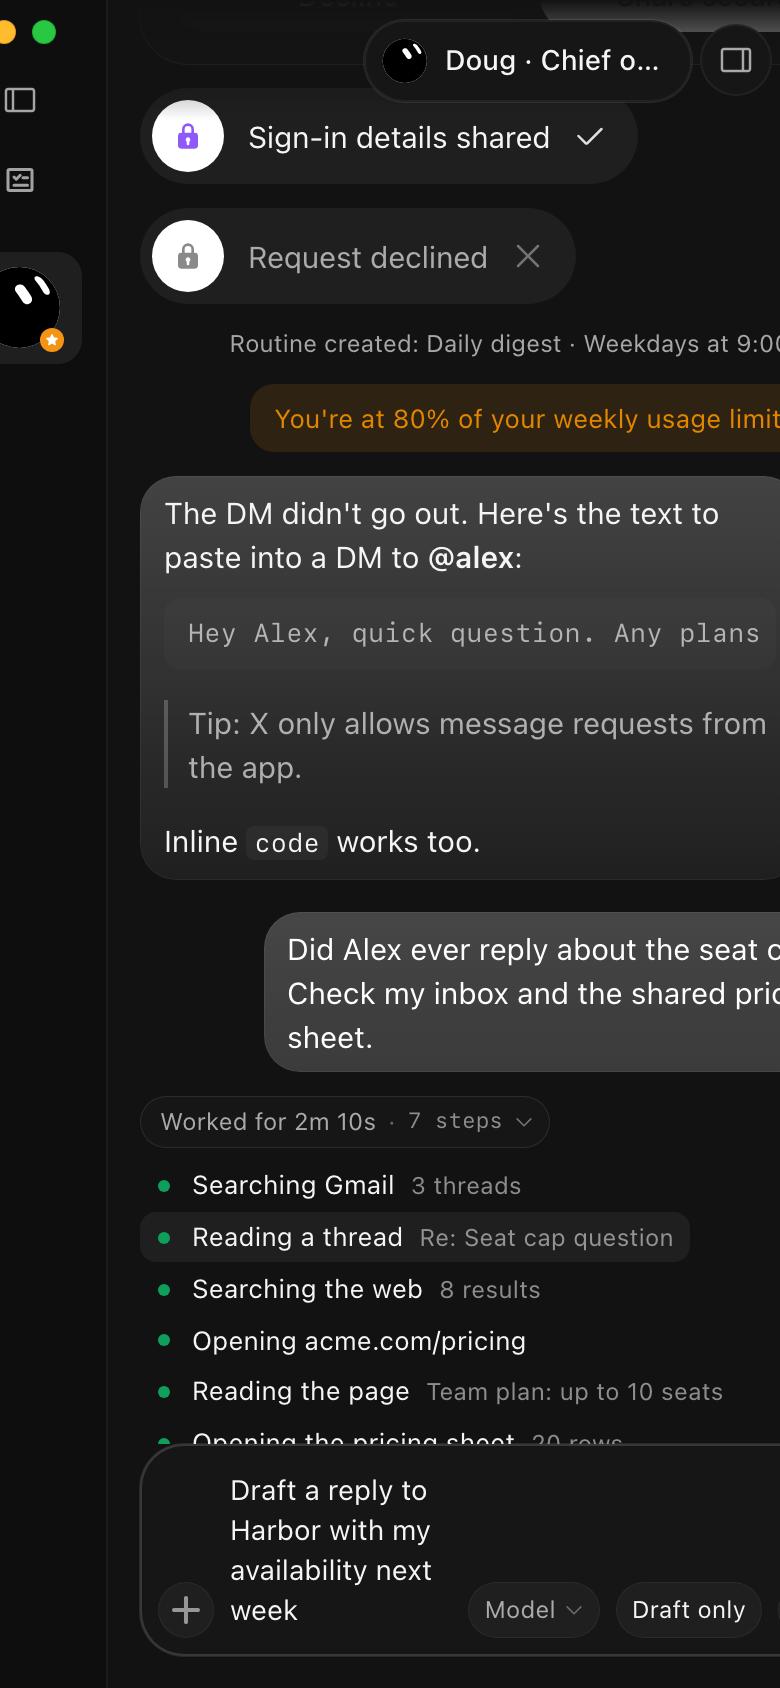 Doug · Chief o...
Sign-in details shared
Request declined
Routine created: Daily digest · Weekdays at 9:00
You're at 80% of your weekly usage limit
The DM didn't go out. Here's the text to
paste into a DM to @alex:
Hey Alex, quick question. Any plans
Tip: X only allows message requests from
the app.
Inline code works too.
Did Alex ever reply about the seat
Check my inbox and the shared
sheet.
Worked for 2m 10s · 7 steps
Searching Gmail 3 threads
Reading a thread Re: Seat cap question
Searching the web 8 results
Opening acme.com/pricing
Reading the page Team plan: up to 10 seats
Opening the pricing sheet 20 rows
Draft a reply to
Harbor with my
availability next
week
Model
Draft only